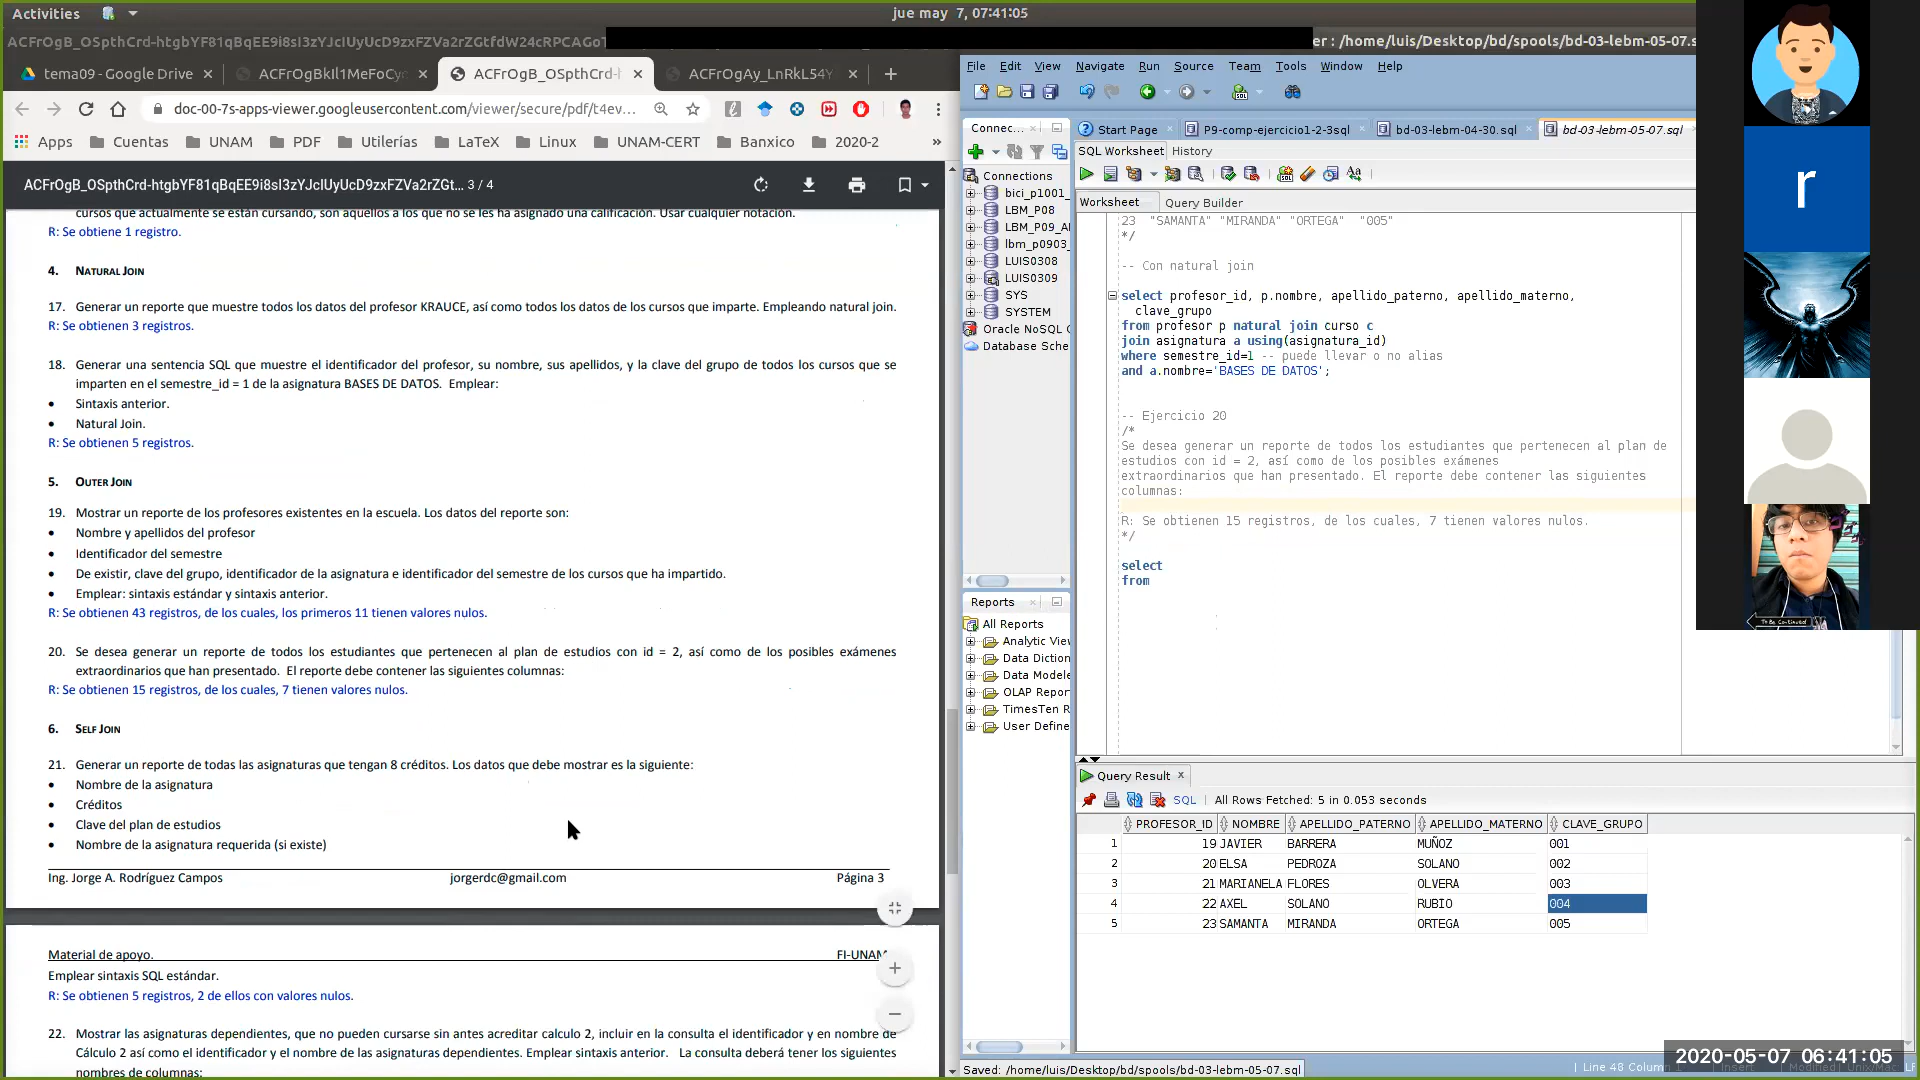 Activities
jue may  7, 07:41:05
er : /home/luis/Desktop/bd/spools/bd-03-lebm-05-07.s
tema09 - Google Drive
ACFrOgBkIl1MeFoCy
ACFrOgB_OSpthCrd-h
ACFrOgAy_LnRkL54Y
doc-00-7s-apps-viewer.googleusercontent.com/viewer/secure/pdf/t4ev...
Apps
Cuentas
UNAM
PDF
Utilerías
LaTeX
Linux
UNAM-CERT
Banxico
2020-2
»
ACFrOgB_OSpthCrd-htgbYF81qBqEE9i8sI3zYJcIUyUcD9zxFZVa2rZGt... 3 / 4
cursos que actualmente se están cursando, son aquellos a los que no se les ha asignado una calificación. Usar cualquier notación.
R: Se obtiene 1 registro.
4. NATURAL JOIN
17. Generar un reporte que muestre todos los datos del profesor KRAUCE, así como todos los datos de los cursos que imparte. Empleando natural join.
R: Se obtienen 3 registros.
18. Generar una sentencia SQL que muestre el identificador del profesor, su nombre, sus apellidos, y la clave del grupo de todos los cursos que se
imparten en el semestre_id = 1 de la asignatura BASES DE DATOS. Emplear:
• Sintaxis anterior.
• Natural Join.
R: Se obtienen 5 registros.
5. OUTER JOIN
19. Mostrar un reporte de los profesores existentes en la escuela. Los datos del reporte son:
• Nombre y apellidos del profesor
• Identificador del semestre
• De existir, clave del grupo, identificador de la asignatura e identificador del semestre de los cursos que ha impartido.
• Emplear: sintaxis estándar y sintaxis anterior.
R: Se obtienen 43 registros, de los cuales, los primeros 11 tienen valores nulos.
20. Se desea generar un reporte de todos los estudiantes que pertenecen al plan de estudios con id = 2, así como de los posibles exámenes
extraordinarios que han presentado. El reporte debe contener las siguientes columnas:
R: Se obtienen 15 registros, de los cuales, 7 tienen valores nulos.
6. SELF JOIN
21. Generar un reporte de todas las asignaturas que tengan 8 créditos. Los datos que debe mostrar es la siguiente:
• Nombre de la asignatura
• Créditos
• Clave del plan de estudios
• Nombre de la asignatura requerida (si existe)
Ing. Jorge A. Rodríguez Campos
jorgerdc@gmail.com
Página 3
Material de apoyo.
FI-UNAM
Emplear sintaxis SQL estándar.
R: Se obtienen 5 registros, 2 de ellos con valores nulos.
22. Mostrar las asignaturas dependientes, que no pueden cursarse sin antes acreditar calculo 2, incluir en la consulta el identificador y en nombre de
Cálculo 2 así como el identificador y el nombre de las asignaturas dependientes. Emplear sintaxis anterior. La consulta deberá tener los siguientes
nombres de columnas:
File Edit View Navigate Run Source Team Tools Window Help
Connec...
Connections
bici_p1001_
LBM_P08
LBM_P09_A
lbm_p0903_
LUIS0308
LUIS0309
SYS
SYSTEM
Oracle NoSQL C
Database Sche
Reports
All Reports
Analytic Viev
Data Diction
Data Modele
OLAP Report
TimesTen R
User Define
Start Page
P9-comp-ejercicio1-2-3sql
bd-03-lebm-04-30.sql
bd-03-lebm-05-07.sql
SQL Worksheet History
Worksheet Query Builder
23 "SAMANTA" "MIRANDA" "ORTEGA" "005"
*/
-- Con natural join
select profesor_id, p.nombre, apellido_paterno, apellido_materno,
clave_grupo
from profesor p natural join curso c
join asignatura a using(asignatura_id)
where semestre_id=1 -- puede llevar o no alias
and a.nombre='BASES DE DATOS';
-- Ejercicio 20
/*
Se desea generar un reporte de todos los estudiantes que pertenecen al plan de
estudios con id = 2, así como de los posibles exámenes
extraordinarios que han presentado. El reporte debe contener las siguientes
columnas:
R: Se obtienen 15 registros, de los cuales, 7 tienen valores nulos.
*/
select
from
Query Result
SQL | All Rows Fetched: 5 in 0.053 seconds
PROFESOR_ID NOMBRE APELLIDO_PATERNO APELLIDO_MATERNO CLAVE_GRUPO
1 19 JAVIER BARRERA MUÑOZ 001
2 20 ELSA PEDROZA SOLANO 002
3 21 MARIANELA FLORES OLVERA 003
4 22 AXEL SOLANO RUBIO 004
5 23 SAMANTA MIRANDA ORTEGA 005
Saved: /home/luis/Desktop/bd/spools/bd-03-lebm-05-07.sql
Line 48 Column
r
To Be Continued
2020-05-07 06:41:05